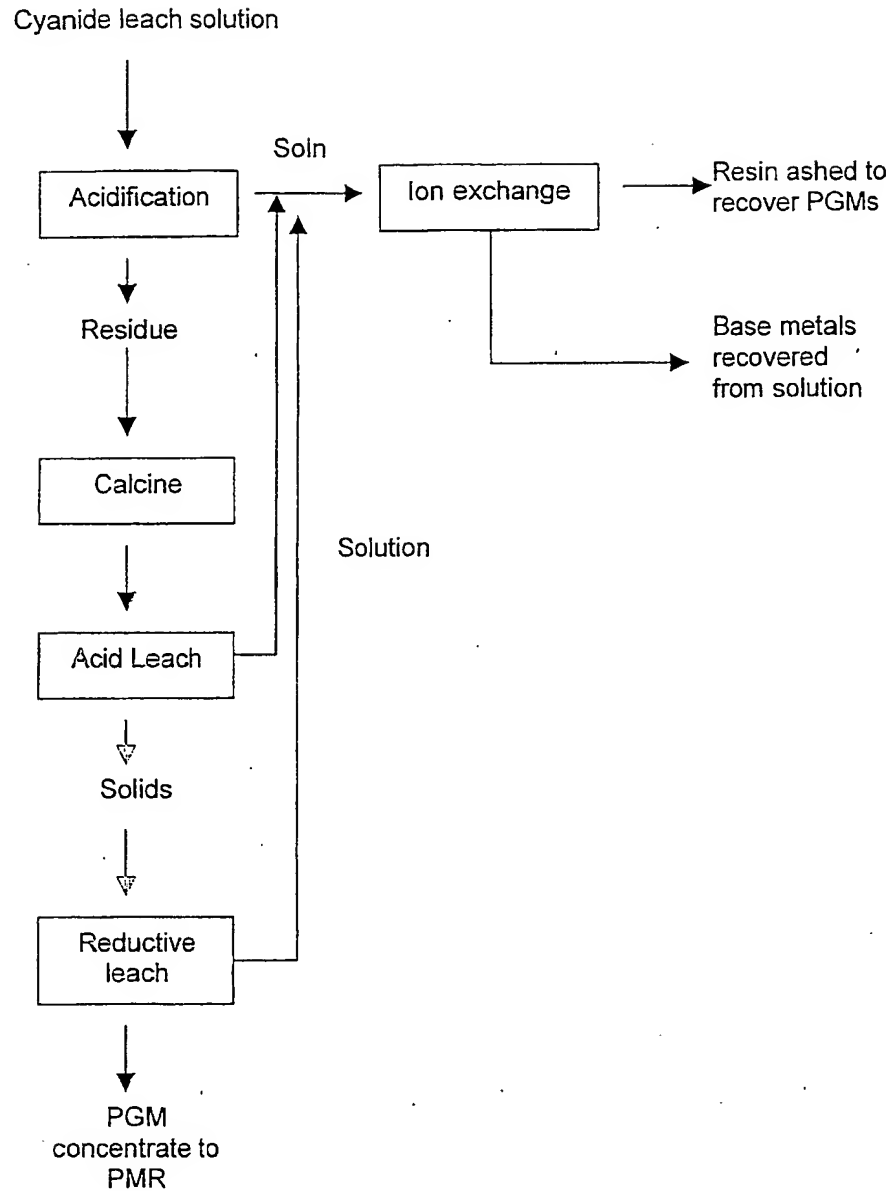 Cyanide leach solution
Soln
Acidification
Ion exchange
Resin ashed to
recover PGMs
Residue
Base metals
recovered
from solution
Calcine
Solution
Acid Leach
Solids
Reductive
leach
PGM
concentrate to
PMR